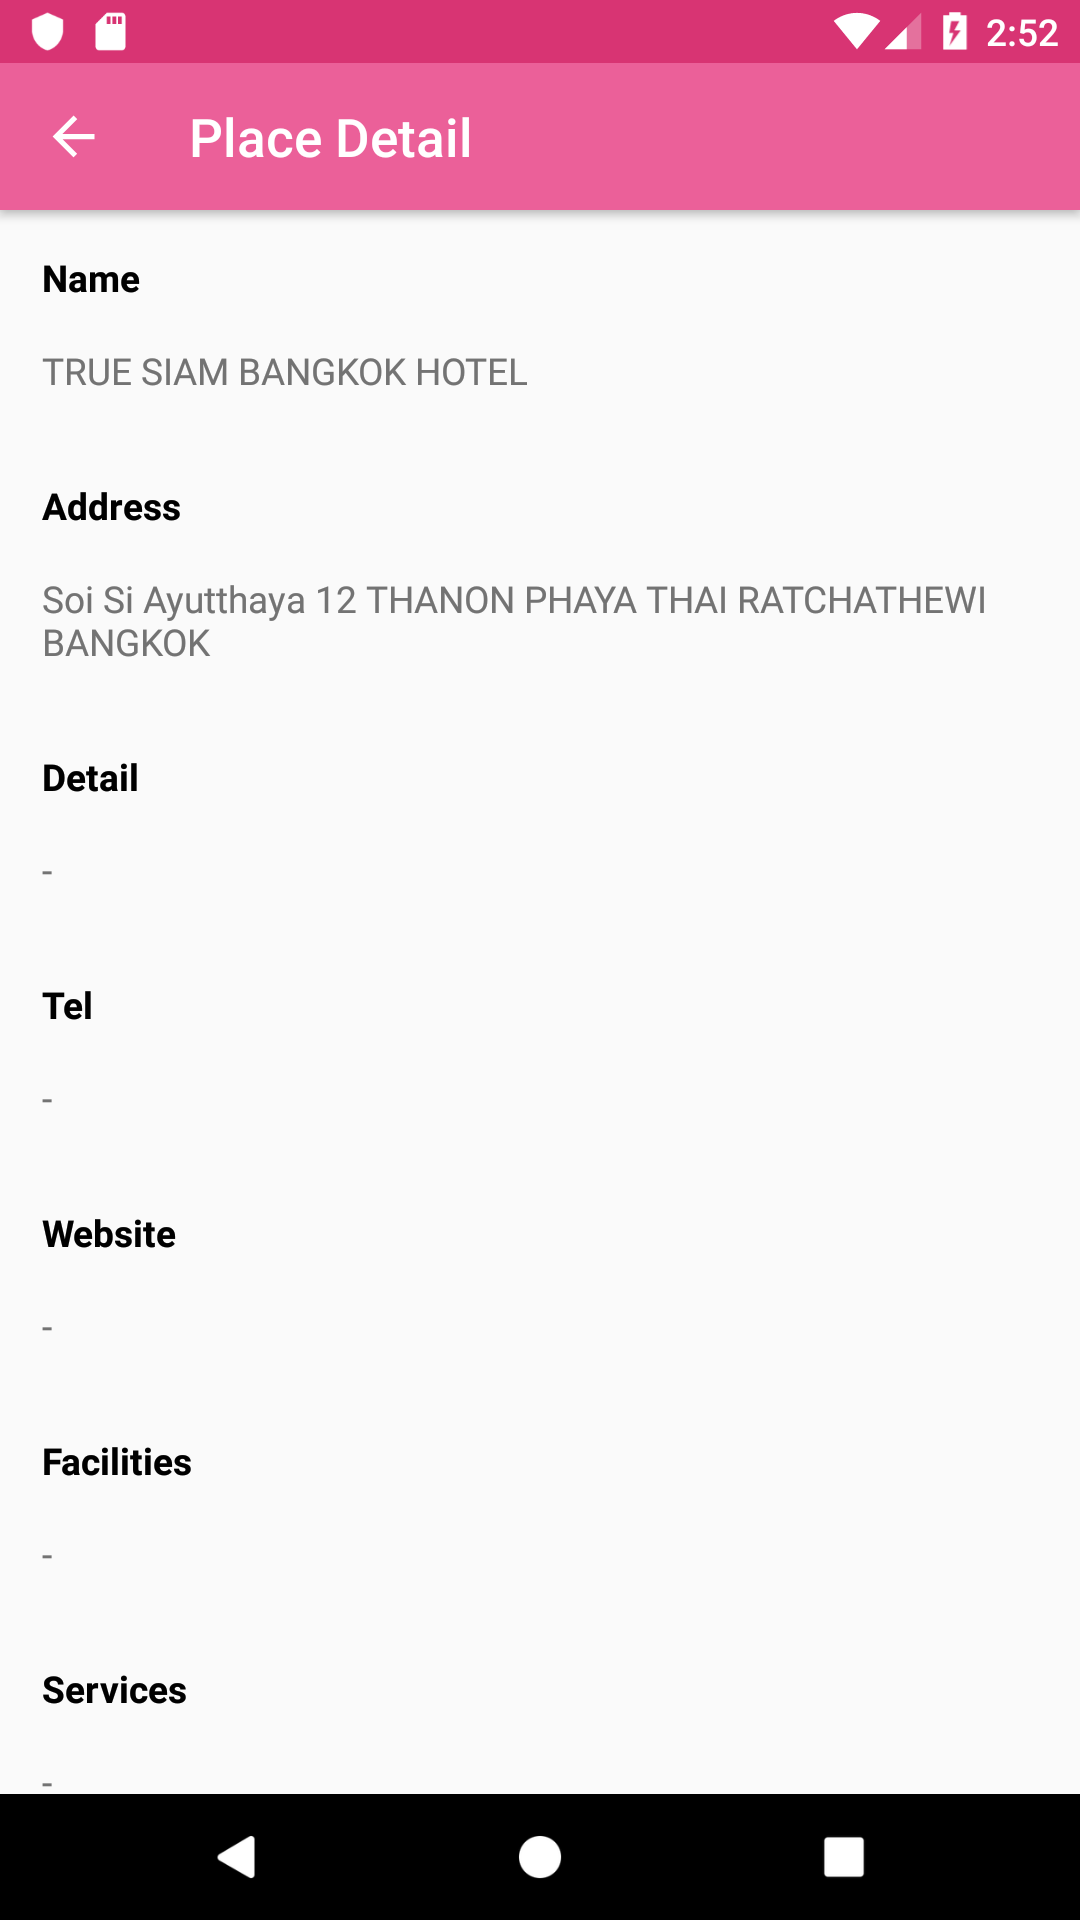 2:52
Place Detail
Name
TRUE SIAM BANGKOK HOTEL
Address
Soi Si Ayutthaya 12 THANON PHAYA THAI RATCHATHEWI
BANGKOK
Detail
-
Tel
-
Website
-
Facilities
-
Services
-